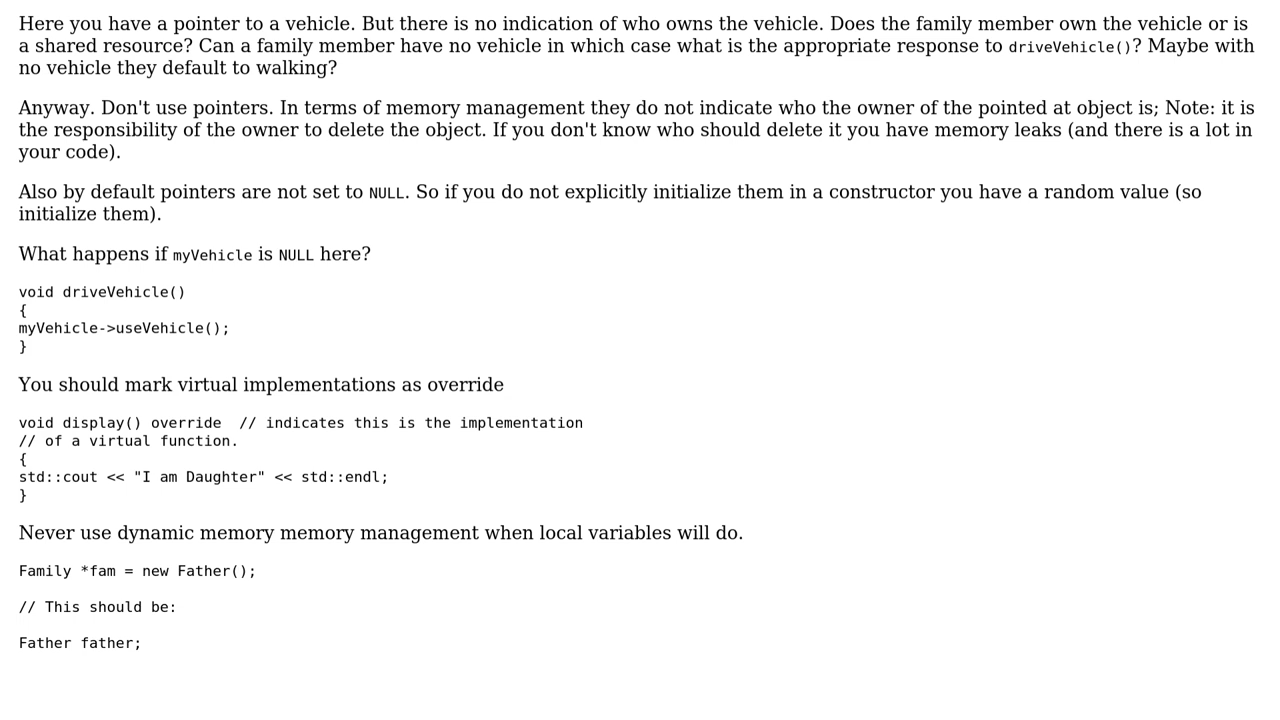 Here you have a pointer to a vehicle. But there is no indication of who owns the vehicle. Does the family member own the vehicle or is
a shared resource? Can a family member have no vehicle in which case what is the appropriate response to driveVehicle()? Maybe with
no vehicle they default to walking?
Anyway. Don't use pointers. In terms of memory management they do not indicate who the owner of the pointed at object is; Note: it is
the responsibility of the owner to delete the object. If you don't know who should delete it you have memory leaks (and there is a lot in
your code).
Also by default pointers are not set to NULL. So if you do not explicitly initialize them in a constructor you have a random value (so
initialize them).
What happens if myVehicle is NULL here?
void driveVehicle()
{
myVehicle->useVehicle();
}
You should mark virtual implementations as override
void display() override  // indicates this is the implementation
// of a virtual function.
{
std::cout << "I am Daughter" << std::endl;
}
Never use dynamic memory memory management when local variables will do.
Family *fam = new Father();
// This should be:
Father father;